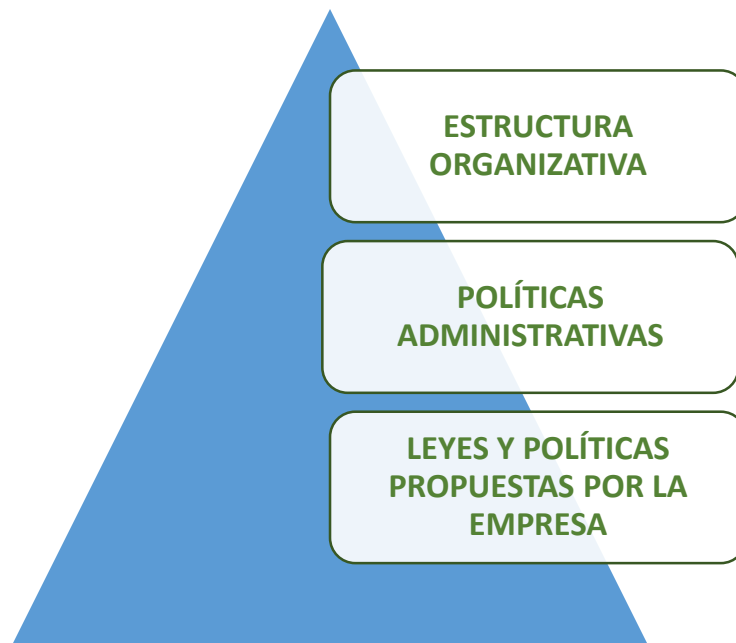 ESTRUCTURA
ORGANIZATIVA
POLÍTICAS
ADMINISTRATIVAS
LEYES Y POLÍTICAS
PROPUESTAS POR LA
EMPRESA